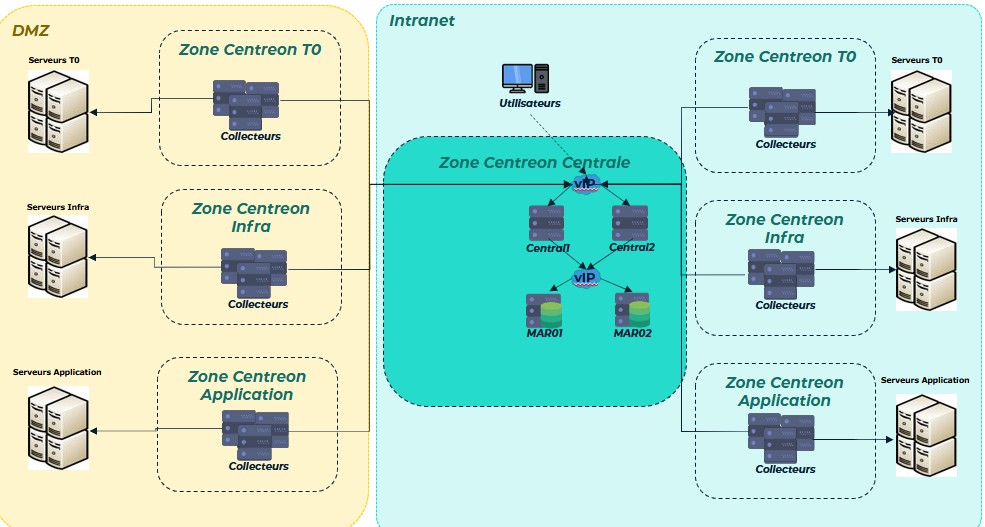 DMZ
Serveurs T0
Zone Centreon T0
Collecteurs
Serveurs Infra
Zone Centreon
Infra
Collecteurs
Serveurs Application
Zone Centreon
Application
Collecteurs
Intranet
Utilisateurs
Zone Centreon Centrale
vIP
Central1
Central2
vIP
MAR01
MAR02
Zone Centreon T0
Collecteurs
Serveurs T0
Zone Centreon
Infra
Collecteurs
Serveurs Infra
Zone Centreon
Application
Collecteurs
Serveurs Application